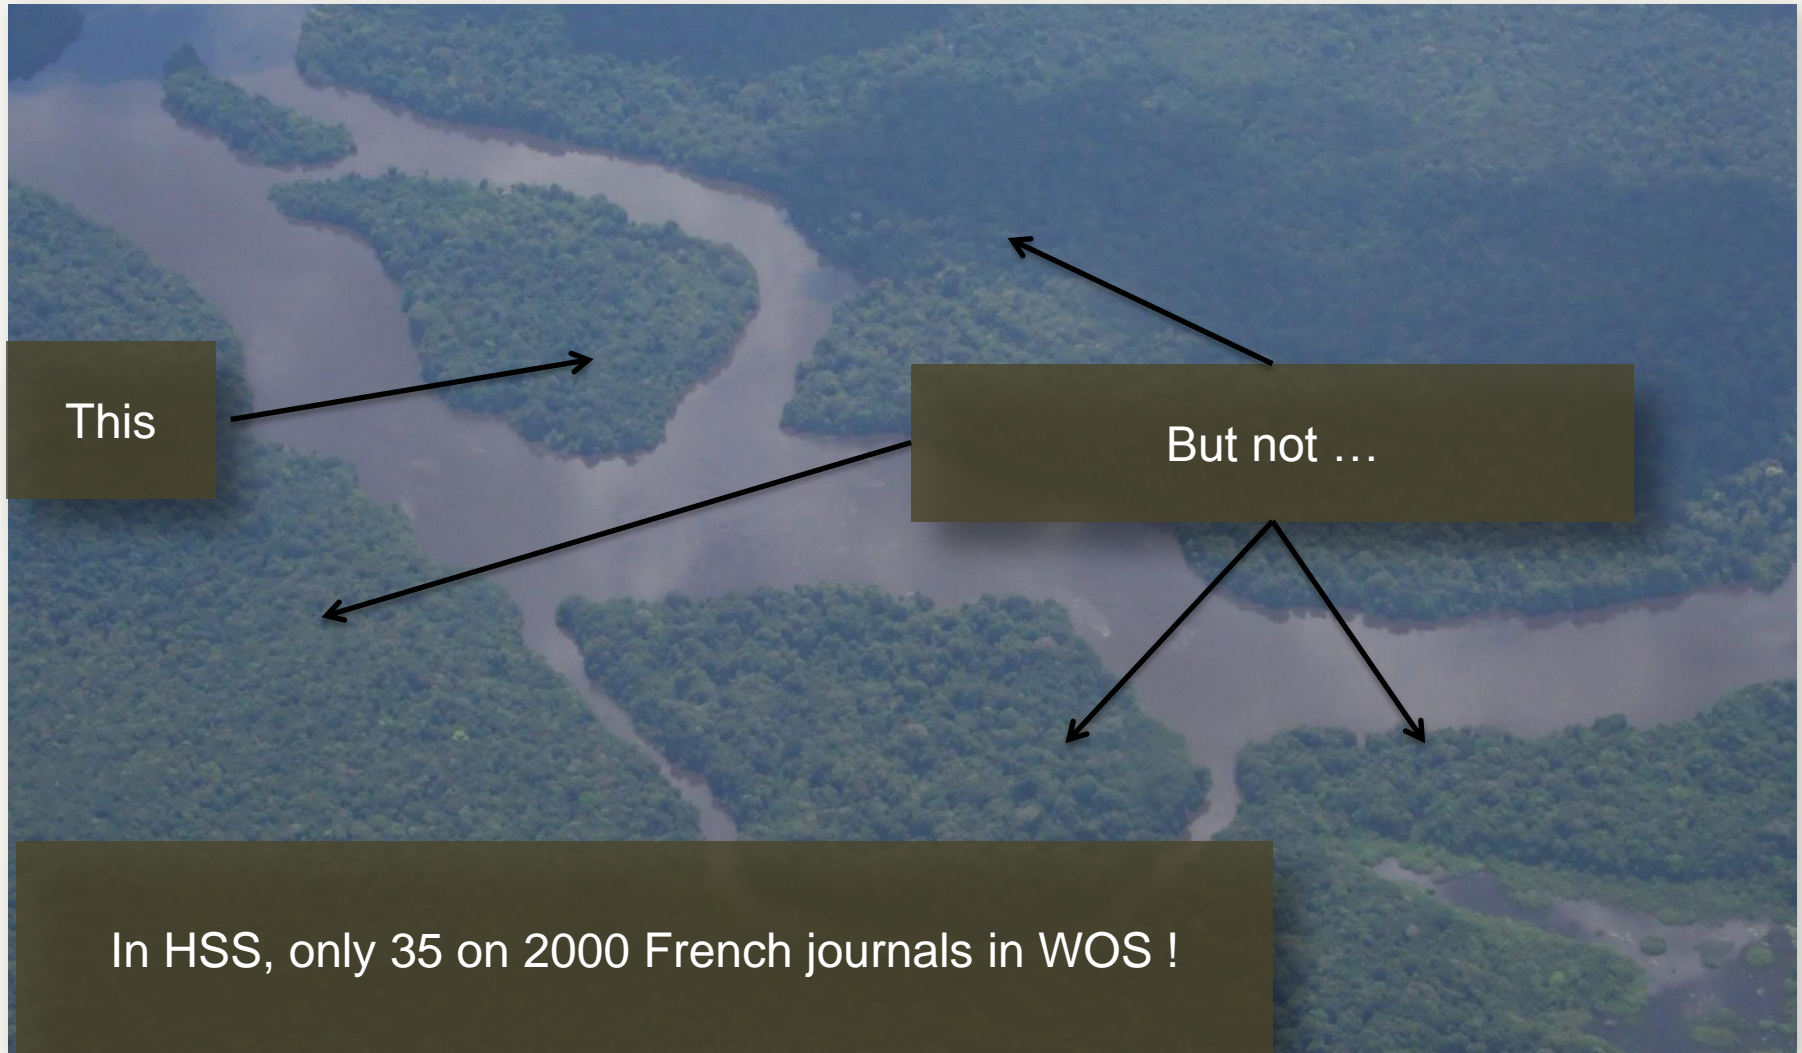 This
But not …
In HSS, only 35 on 2000 French journals in WOS !